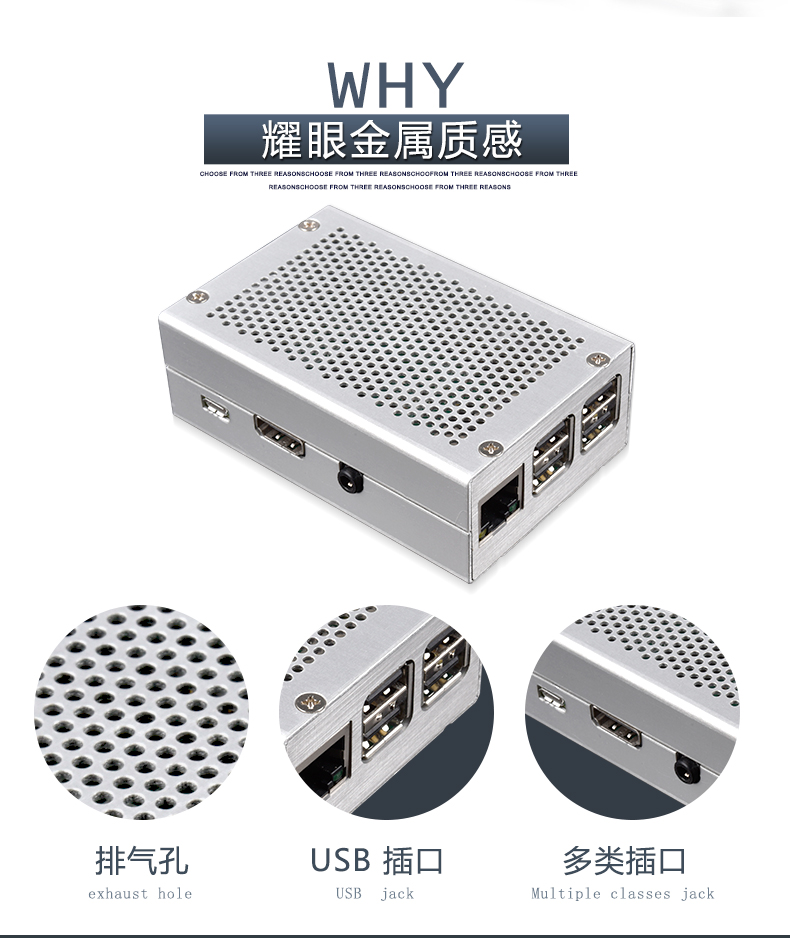 WHY
耀眼金属质感
CHOOSE FROM THREE REASONSCHOOSE FROM THREE REASONSCHOOFROM THREE REASONSCHOOSE FROM THREE
REASONSCHOOSE FROM THREE REASONSCHOOSE FROM THREE REASONS
排气孔
USB 插口
多类插口
exhaust hole
USB jack
Multiple classes jack